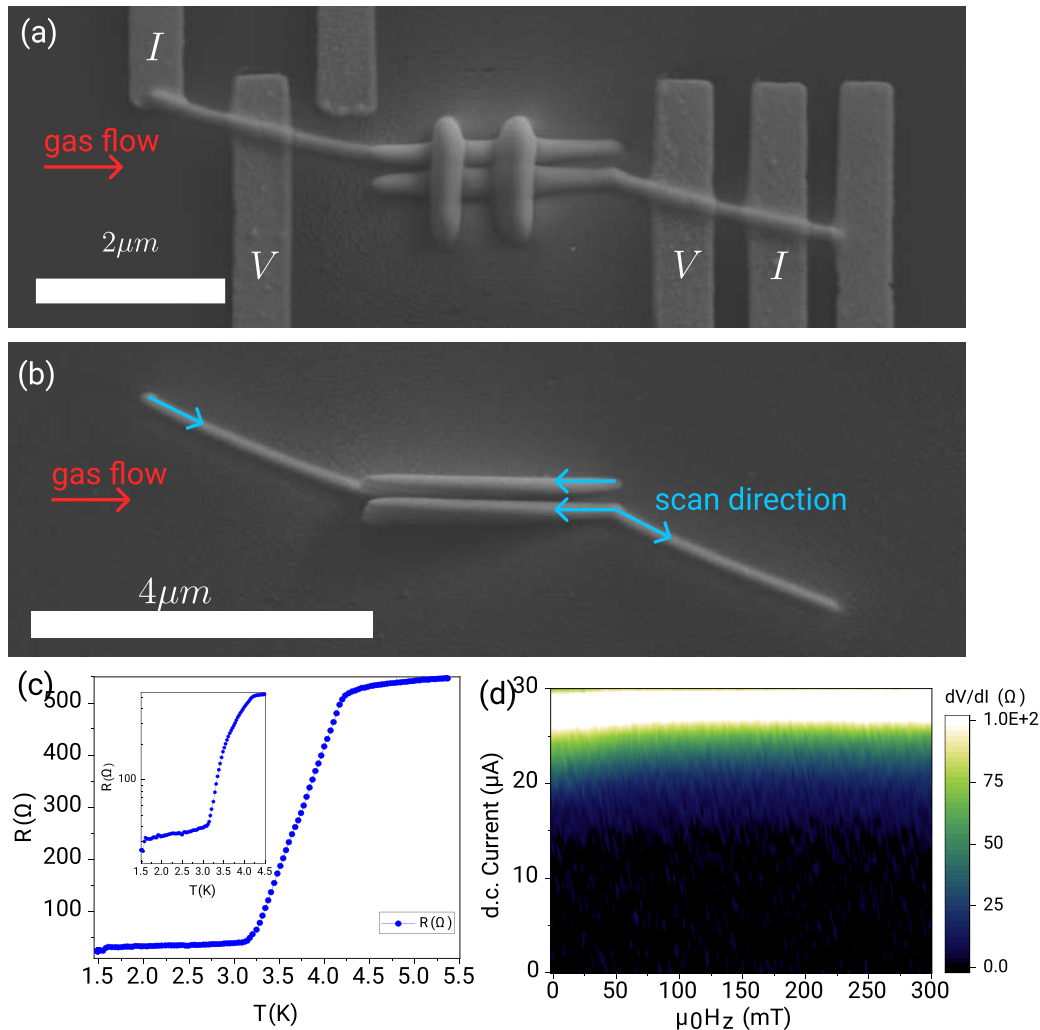 (a)
I
gas flow
2μm
V
V
I
(b)
gas flow
scan direction
4μm
(c)
500
400
300
200
100
R(Ω)
1.5 2.0 2.5 3.0 3.5 4.0 4.5 5.0 5.5
T(K)
R(Ω)
100
R(Ω)
1.5 2.0 2.5 3.0 3.5 4.0 4.5
T(K)
(d)
30
20
10
0
d.c. Current (μA)
0 50 100 150 200 250 300
μ0Hz (mT)
dV/dI (Ω)
1.0E+2
75
50
25
0.0